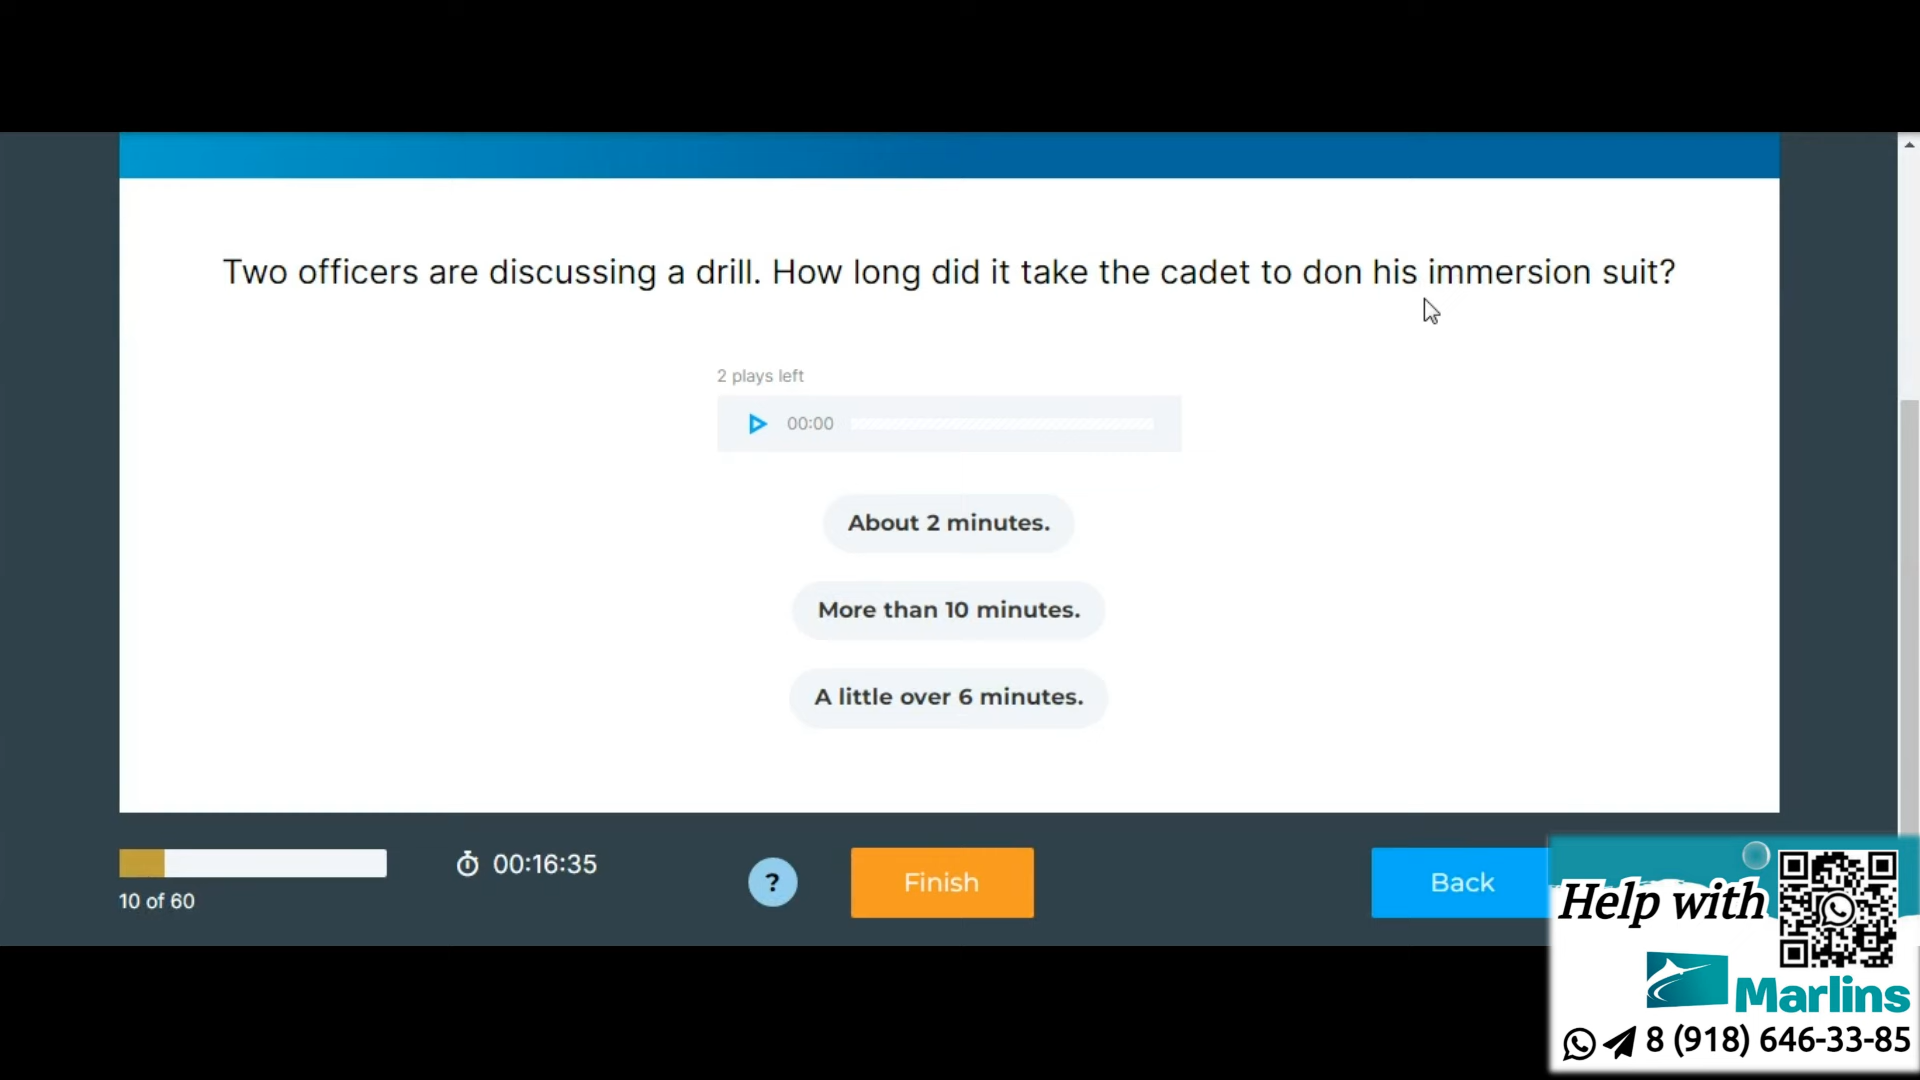 Two officers are discussing a drill. How long did it take the cadet to don his immersion suit?
2 plays left
00:00
About 2 minutes.
More than 10 minutes.
A little over 6 minutes.
10 of 60
00:16:35
?
Finish
Back
Help with
Marlins
8 (918) 646-33-85